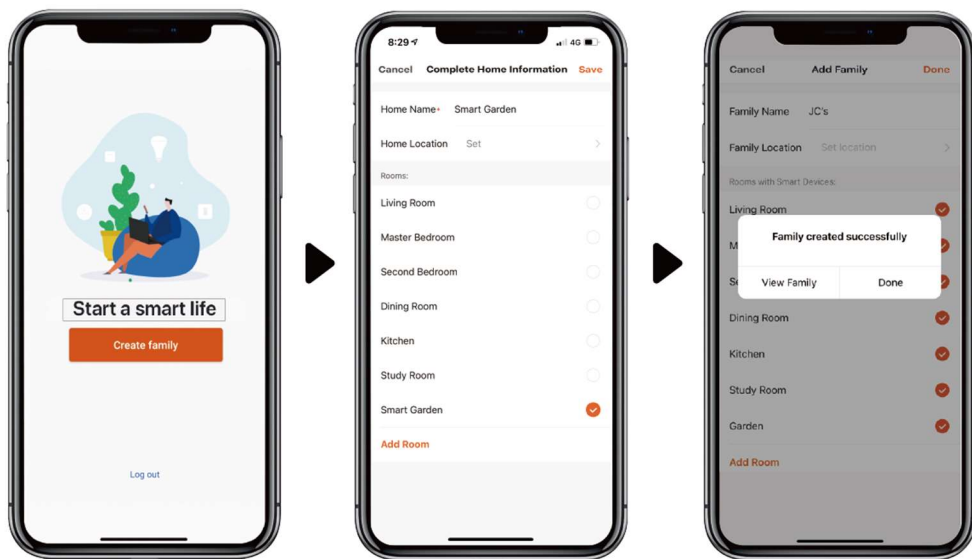 Start a smart life
Create family
Log out
8:29
4G
Cancel Complete Home Information Save
Home Name• Smart Garden
Home Location Set
Rooms:
Living Room
Master Bedroom
Second Bedroom
Dining Room
Kitchen
Study Room
Smart Garden
Add Room
Cancel Add Family Done
Family Name JC's
Family Location Set location
Rooms with Smart Devices:
Living Room
Family created successfully
View Family Done
Dining Room
Kitchen
Study Room
Garden
Add Room